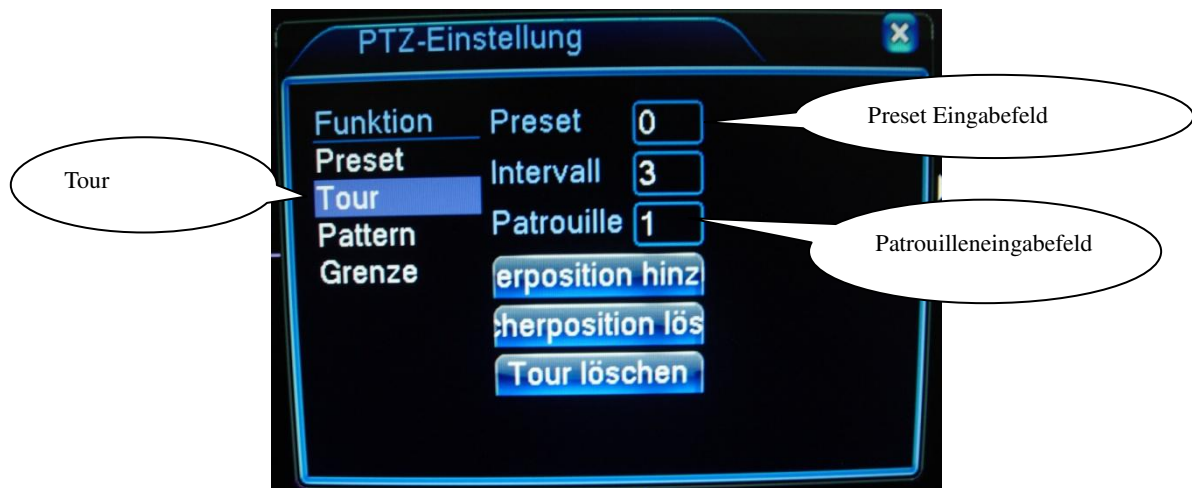 PTZ-Einstellung
Funktion
Preset
Tour
Pattern
Grenze
Preset 0
Intervall 3
Patrouille 1
erposition hinz
cherposition lös
Tour löschen
Tour
Preset Eingabefeld
Patrouilleneingabefeld